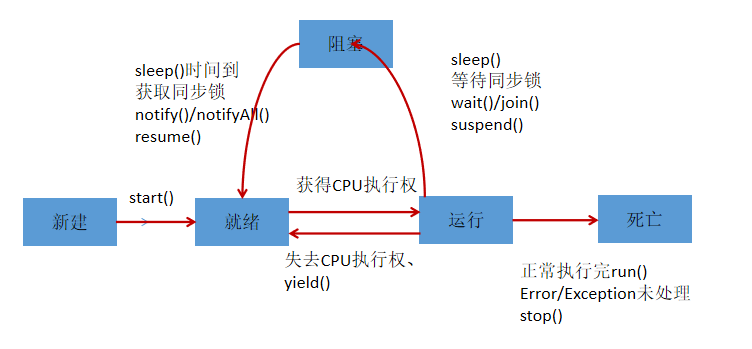 阻塞
sleep()时间到
获取同步锁
notify()/notifyAll()
resume()
sleep()
等待同步锁
wait()/join()
suspend()
start()
获得CPU执行权
新建
就绪
运行
死亡
失去CPU执行权、
yield()
正常执行完run()
Error/Exception未处理
stop()